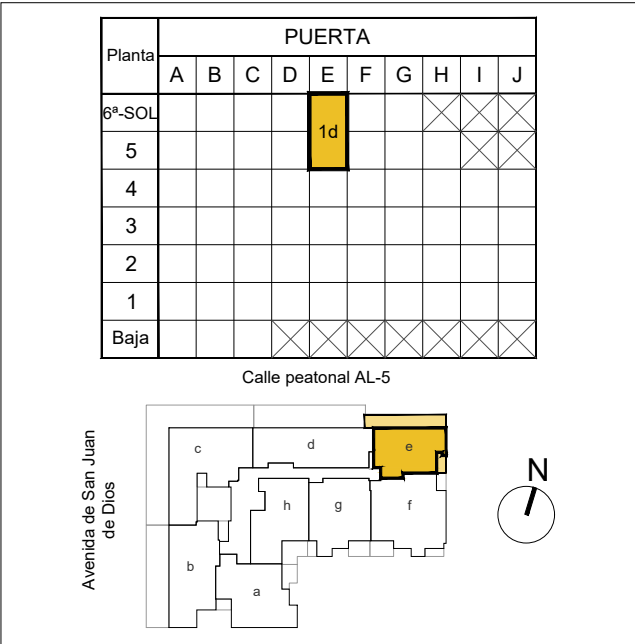 Planta
PUERTA
A B C D E F G H I J
6ª-SOL
1d
5
4
3
2
1
Baja
Calle peatonal AL-5
Avenida de San Juan
de Dios
c
d
e
h
g
f
b
a
N